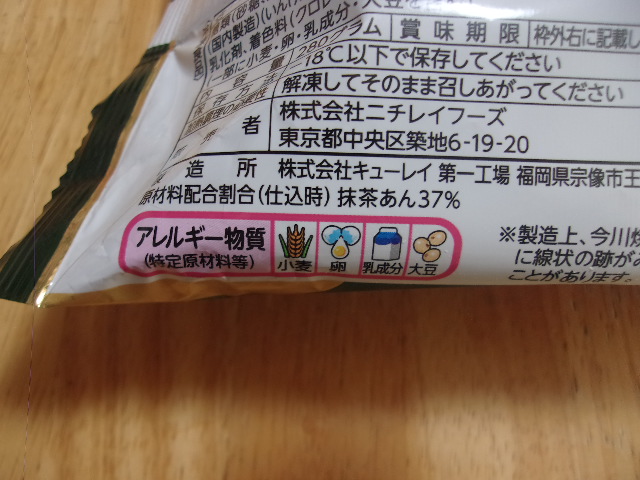 (国内製造)(いん
乳化剤、着色料(クロレ
一部に小麦・卵・乳成分・大豆を
280グラム 賞味期限 枠外右に記載し
-18℃以下で保存してください
解凍してそのまま召しあがってください
者 株式会社ニチレイフーズ
東京都中央区築地6-19-20
製造所 株式会社キューレイ 第一工場 福岡県宗像市王
原材料配合割合(仕込時) 抹茶あん37%
アレルギー物質
(特定原材料等)
小麦 卵 乳成分 大豆
※製造上、今川焼
に線状の跡が
ことがあります。